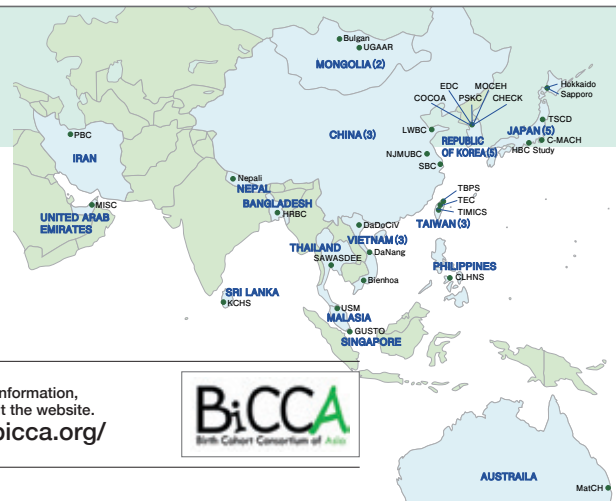 Bulgan
UGAAR
MONGOLIA (2)
Hokkaido
Sapporo
EDC MOCEH
COCOA PSKC CHECK
TSCD
CHINA (3)
LWBC
REPUBLIC
OF KOREA (5)
JAPAN (5)
C-MACH
HBC Study
PBC
IRAN
NJMUBC
SBC
Nepali
NEPAL
TBPS
TEC
TIMICS
TAIWAN (3)
MISC
UNITED ARAB
EMIRATES
BANGLADESH
HRBC
DaDoCiV
VIETNAM (3)
DaNang
THAILAND
SAWASDEE
Bienhoa
PHILIPPINES
CLHNS
SRI LANKA
KCHS
USM
MALASIA
GUSTO
SINGAPORE
nformation,
t the website.
bicca.org/
BiCCA
Birth Cohort Consortium of Asia
AUSTRAILA
MatCH